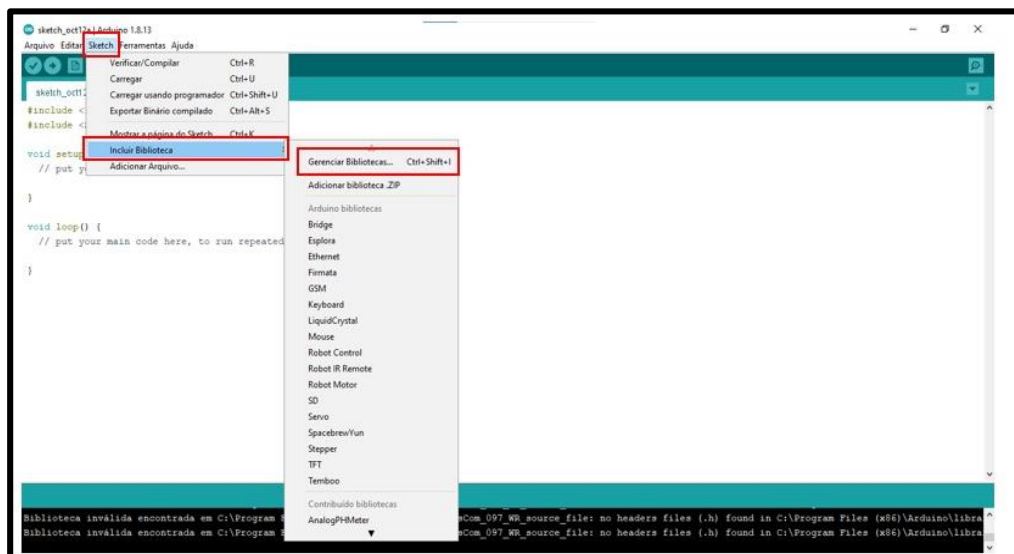 sketch_oct12a | Arduino 1.8.13
Arquivo Editar Sketch Ferramentas Ajuda
Verificar/Compilar Ctrl+R
Carregar Ctrl+U
sketch_oct12
Carregar usando programador Ctrl+Shift+U
#include <
Exportar Binário compilado Ctrl+Alt+S
#include <
Mostrar a página do Sketch Ctrl+K
void setup
Incluir Biblioteca
// put y
Adicionar Arquivo...
Gerenciar Bibliotecas... Ctrl+Shift+I
Adicionar biblioteca .ZIP
}
Arduino bibliotecas
void loop() {
Bridge
// put your main code here, to run repeated
Esplora
Ethernet
}
Firmata
GSM
Keyboard
LiquidCrystal
Mouse
Robot Control
Robot IR Remote
Robot Motor
SD
Servo
SpacebrewYun
Stepper
TFT
Temboo
Contribuído bibliotecas
AnalogPHMeter
Biblioteca inválida encontrada em C:\Program sCom_097_WR_source_file: no headers files (.h) found in C:\Program Files (x86)\Arduino\libra
Biblioteca inválida encontrada em C:\Program sCom_097_WR_source_file: no headers files (.h) found in C:\Program Files (x86)\Arduino\libra